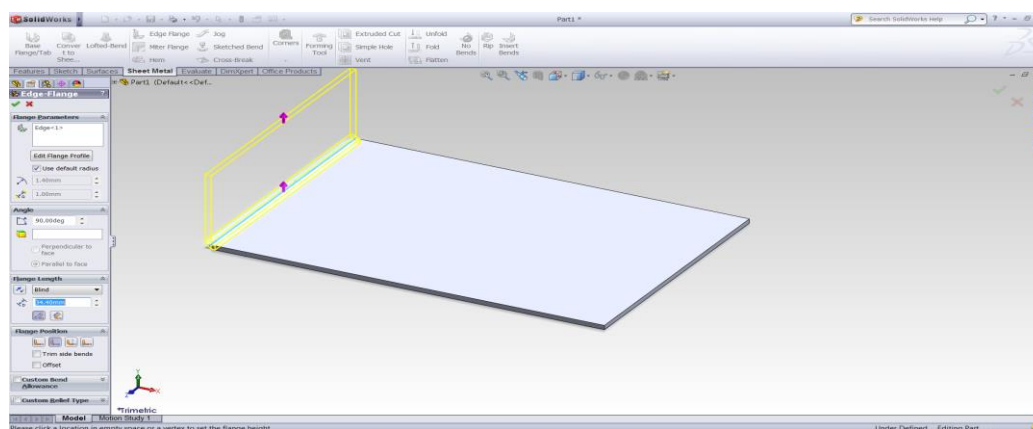 SolidWorks
Part1 *
Search SolidWorks Help
Base Flange/Tab
Conver t to Shee...
Lofted-Bend
Edge Flange
Miter Flange
Hem
Jog
Sketched Bend
Cross-Break
Corners
Forming Tool
Extruded Cut
Simple Hole
Vent
Unfold
Fold
Flatten
No Bends
Rip
Insert Bends
Features
Sketch
Surfaces
Sheet Metal
Evaluate
DimXpert
Office Products
Part1 (Default<<Def...
Edge-Flange
?
Flange Parameters
Edge<1>
Edit Flange Profile
Use default radius
1.40mm
1.00mm
Angle
90.00deg
Perpendicular to face
Parallel to face
Flange Length
Blind
Flange Position
Trim side bends
Offset
Custom Bend Allowance
Custom Relief Type
Y
X
Z
*Trimetric
Model
Motion Study 1
Please click a location in empty space or a vertex to set the flange height
Under Defined
Editing Part